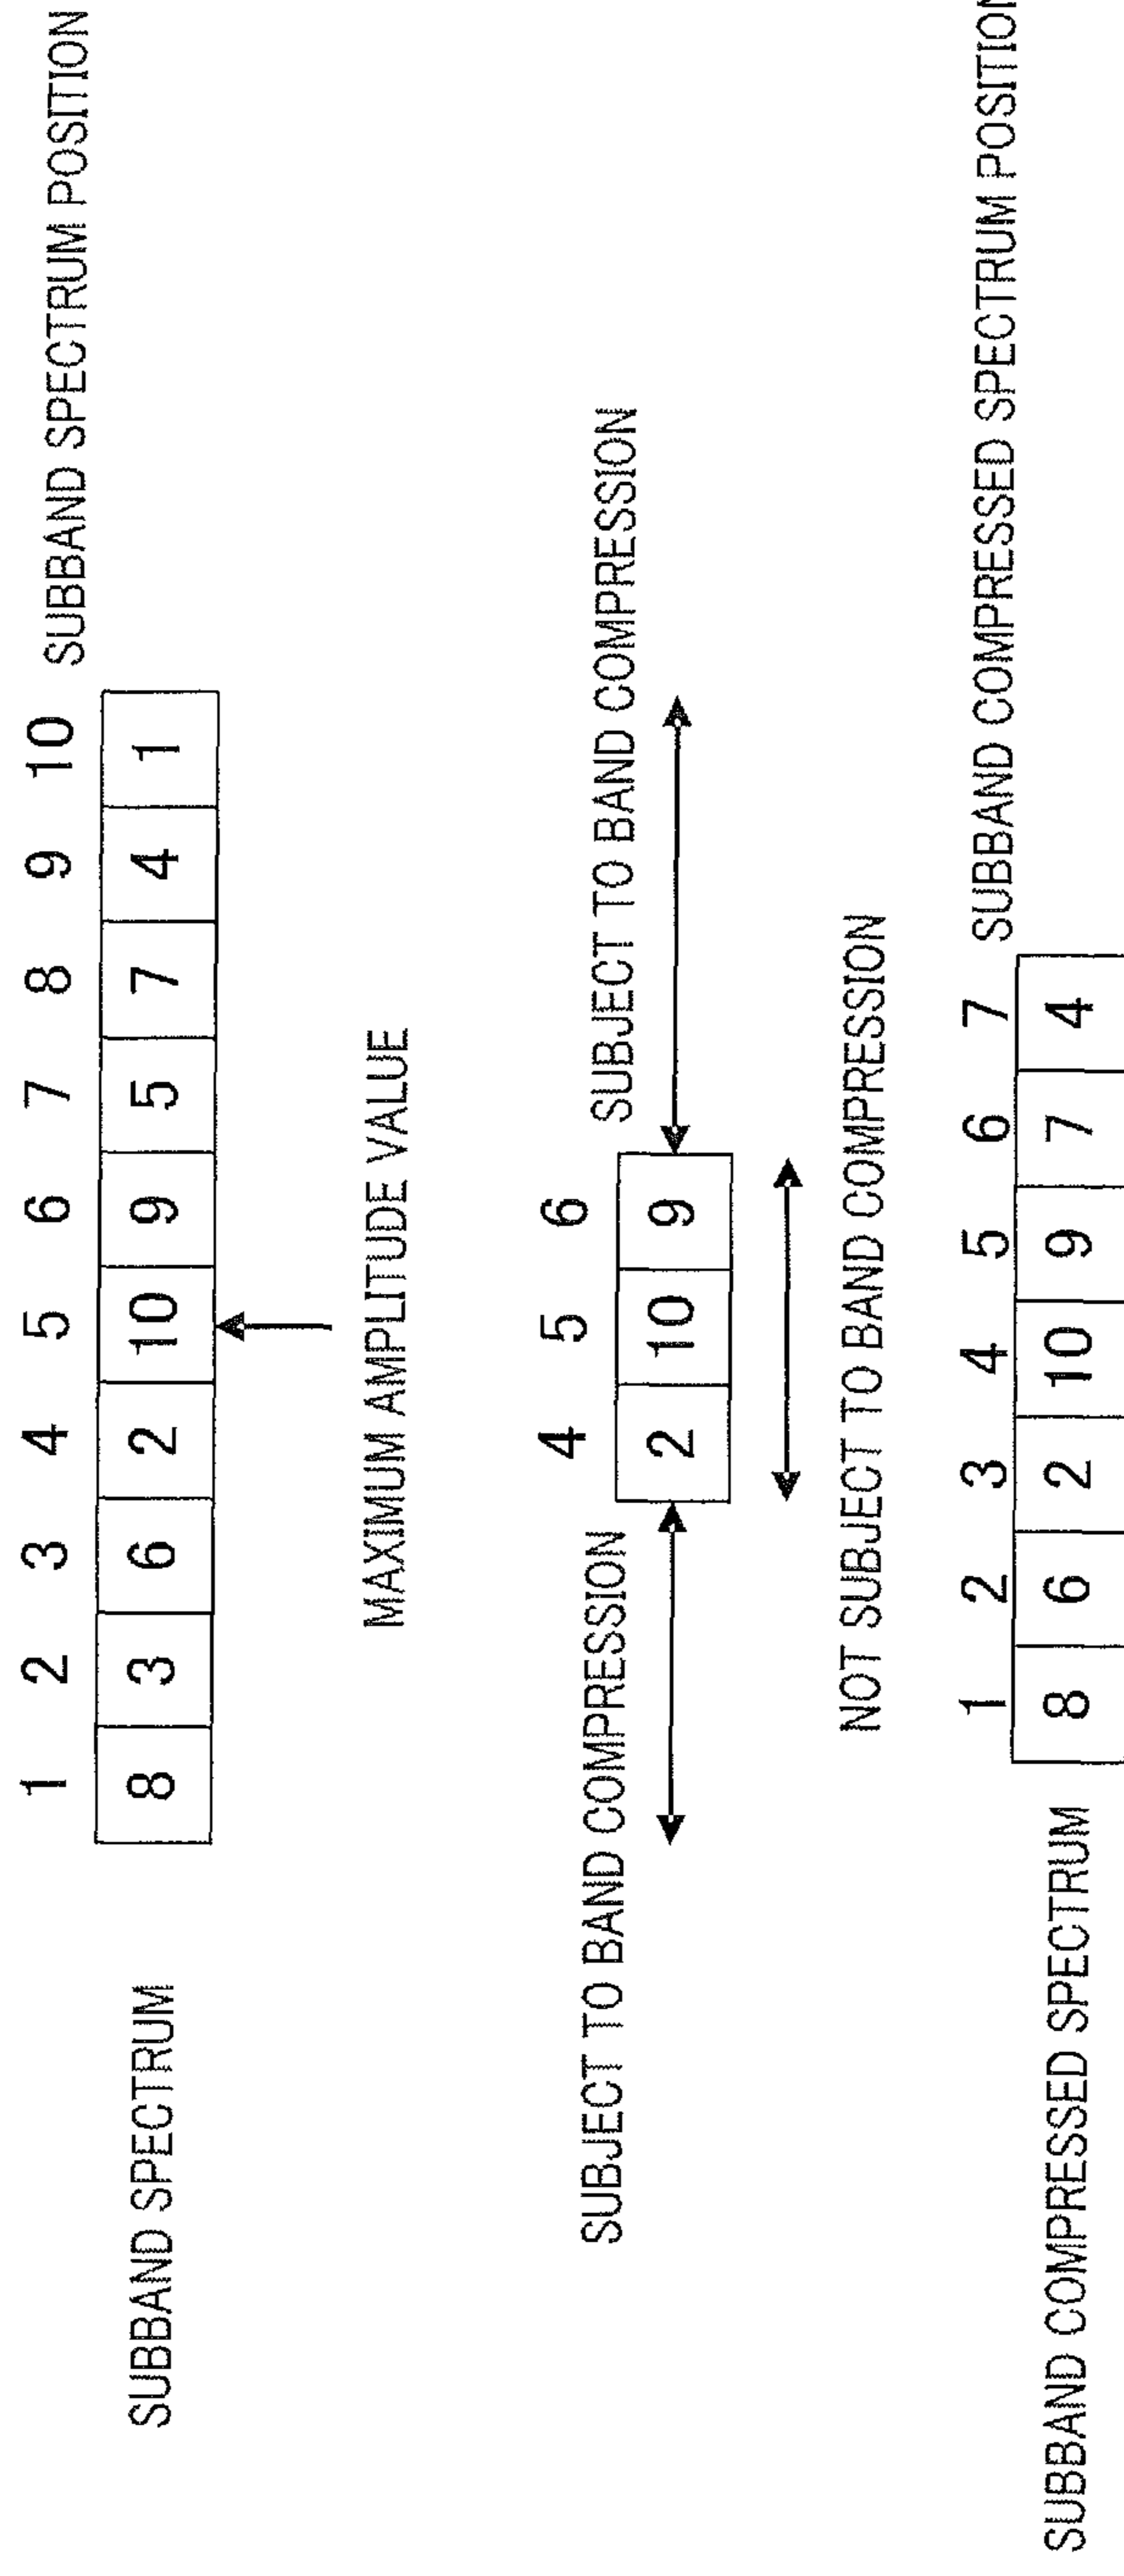 1 2 3 4 5 6 7 8 9 10 SUBBAND SPECTRUM POSITION
SUBBAND SPECTRUM 8 3 6 2 10 9 5 7 4 1
MAXIMUM AMPLITUDE VALUE
4 5 6
SUBJECT TO BAND COMPRESSION 2 10 9 SUBJECT TO BAND COMPRESSION
NOT SUBJECT TO BAND COMPRESSION
1 2 3 4 5 6 7 SUBBAND COMPRESSED SPECTRUM POSITION
SUBBAND COMPRESSED SPECTRUM 8 6 2 10 9 7 4